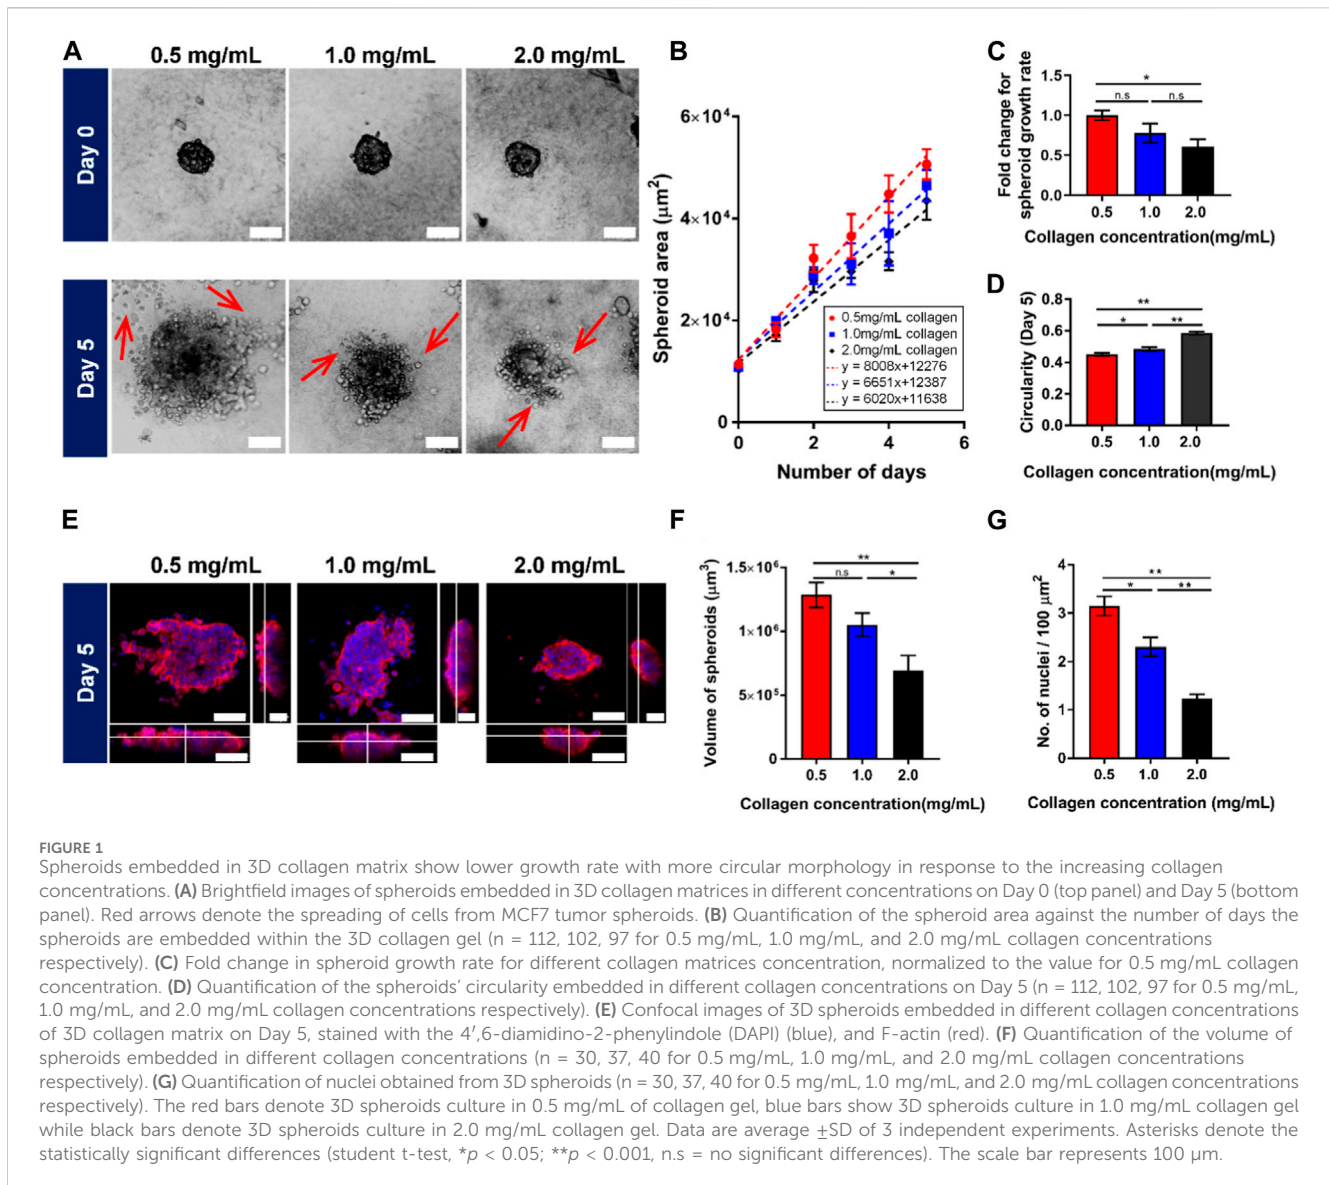 A
0.5 mg/mL
1.0 mg/mL
2.0 mg/mL
Day 0
Day 5
B
Spheroid area (μm²)
6×10⁴
4×10⁴
2×10⁴
0
0
2
4
6
Number of days
0.5mg/mL collagen
1.0mg/mL collagen
2.0mg/mL collagen
y = 8008x+12276
y = 6651x+12387
y = 6020x+11638
C
Fold change for
spheroid growth rate
1.5
1.0
0.5
0.0
*
n.s
n.s
0.5
1.0
2.0
Collagen concentration(mg/mL)
D
Circularity (Day 5)
0.8
0.6
0.4
0.2
0.0
**
*
**
0.5
1.0
2.0
Collagen concentration(mg/mL)
E
0.5 mg/mL
1.0 mg/mL
2.0 mg/mL
Day 5
F
Volume of spheroids (μm³)
1.5×10⁶
1×10⁶
5×10⁵
0
**
n.s
*
0.5
1.0
2.0
Collagen concentration(mg/mL)
G
No. of nuclei / 100 μm²
4
3
2
1
0
**
*
**
0.5
1.0
2.0
Collagen concentration (mg/mL)
FIGURE 1
Spheroids embedded in 3D collagen matrix show lower growth rate with more circular morphology in response to the increasing collagen
concentrations. (A) Brightfield images of spheroids embedded in 3D collagen matrices in different concentrations on Day 0 (top panel) and Day 5 (bottom
panel). Red arrows denote the spreading of cells from MCF7 tumor spheroids. (B) Quantification of the spheroid area against the number of days the
spheroids are embedded within the 3D collagen gel (n = 112, 102, 97 for 0.5 mg/mL, 1.0 mg/mL, and 2.0 mg/mL collagen concentrations
respectively). (C) Fold change in spheroid growth rate for different collagen matrices concentration, normalized to the value for 0.5 mg/mL collagen
concentration. (D) Quantification of the spheroids' circularity embedded in different collagen concentrations on Day 5 (n = 112, 102, 97 for 0.5 mg/mL,
1.0 mg/mL, and 2.0 mg/mL collagen concentrations respectively). (E) Confocal images of 3D spheroids embedded in different collagen concentrations
of 3D collagen matrix on Day 5, stained with the 4′,6-diamidino-2-phenylindole (DAPI) (blue), and F-actin (red). (F) Quantification of the volume of
spheroids embedded in different collagen concentrations (n = 30, 37, 40 for 0.5 mg/mL, 1.0 mg/mL, and 2.0 mg/mL collagen concentrations
respectively). (G) Quantification of nuclei obtained from 3D spheroids (n = 30, 37, 40 for 0.5 mg/mL, 1.0 mg/mL, and 2.0 mg/mL collagen concentrations
respectively). The red bars denote 3D spheroids culture in 0.5 mg/mL of collagen gel, blue bars show 3D spheroids culture in 1.0 mg/mL collagen gel
while black bars denote 3D spheroids culture in 2.0 mg/mL collagen gel. Data are average ±SD of 3 independent experiments. Asterisks denote the
statistically significant differences (student t-test, *p < 0.05; **p < 0.001, n.s = no significant differences). The scale bar represents 100 μm.